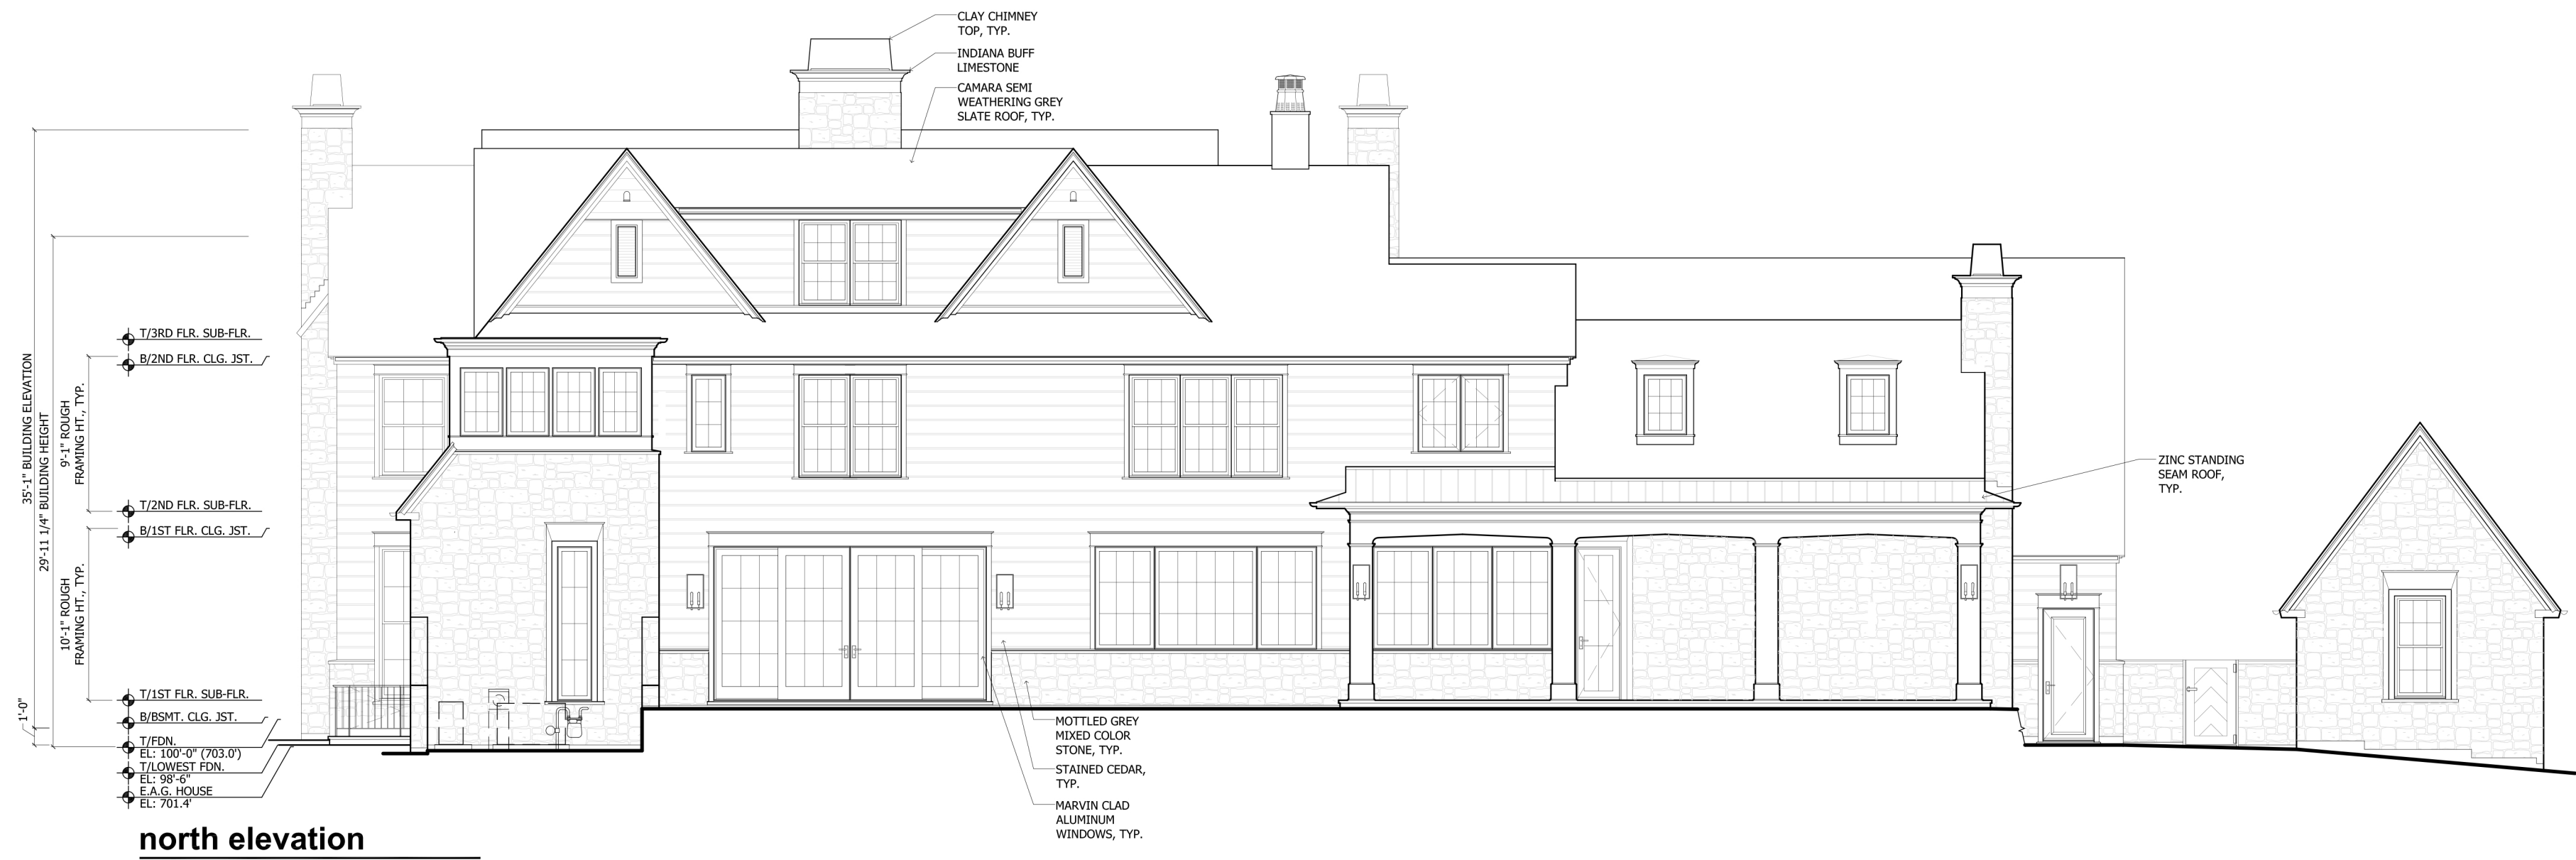 CLAY CHIMNEY
TOP, TYP.
INDIANA BUFF
LIMESTONE
CAMARA SEMI
WEATHERING GREY
SLATE ROOF, TYP.
35'-1" BUILDING ELEVATION
29'-11 1/4" BUILDING HEIGHT
9'-1" ROUGH
FRAMING HT., TYP.
10'-1" ROUGH
FRAMING HT., TYP.
1'-0"
T/3RD FLR. SUB-FLR.
B/2ND FLR. CLG. JST.
T/2ND FLR. SUB-FLR.
B/1ST FLR. CLG. JST.
T/1ST FLR. SUB-FLR.
B/BSMT. CLG. JST.
T/FDN.
EL: 100'-0" (703.0')
T/LOWEST FDN.
EL: 98'-6"
E.A.G. HOUSE
EL: 701.4'
ZINC STANDING
SEAM ROOF,
TYP.
MOTTLED GREY
MIXED COLOR
STONE, TYP.
STAINED CEDAR,
TYP.
MARVIN CLAD
ALUMINUM
WINDOWS, TYP.
north elevation